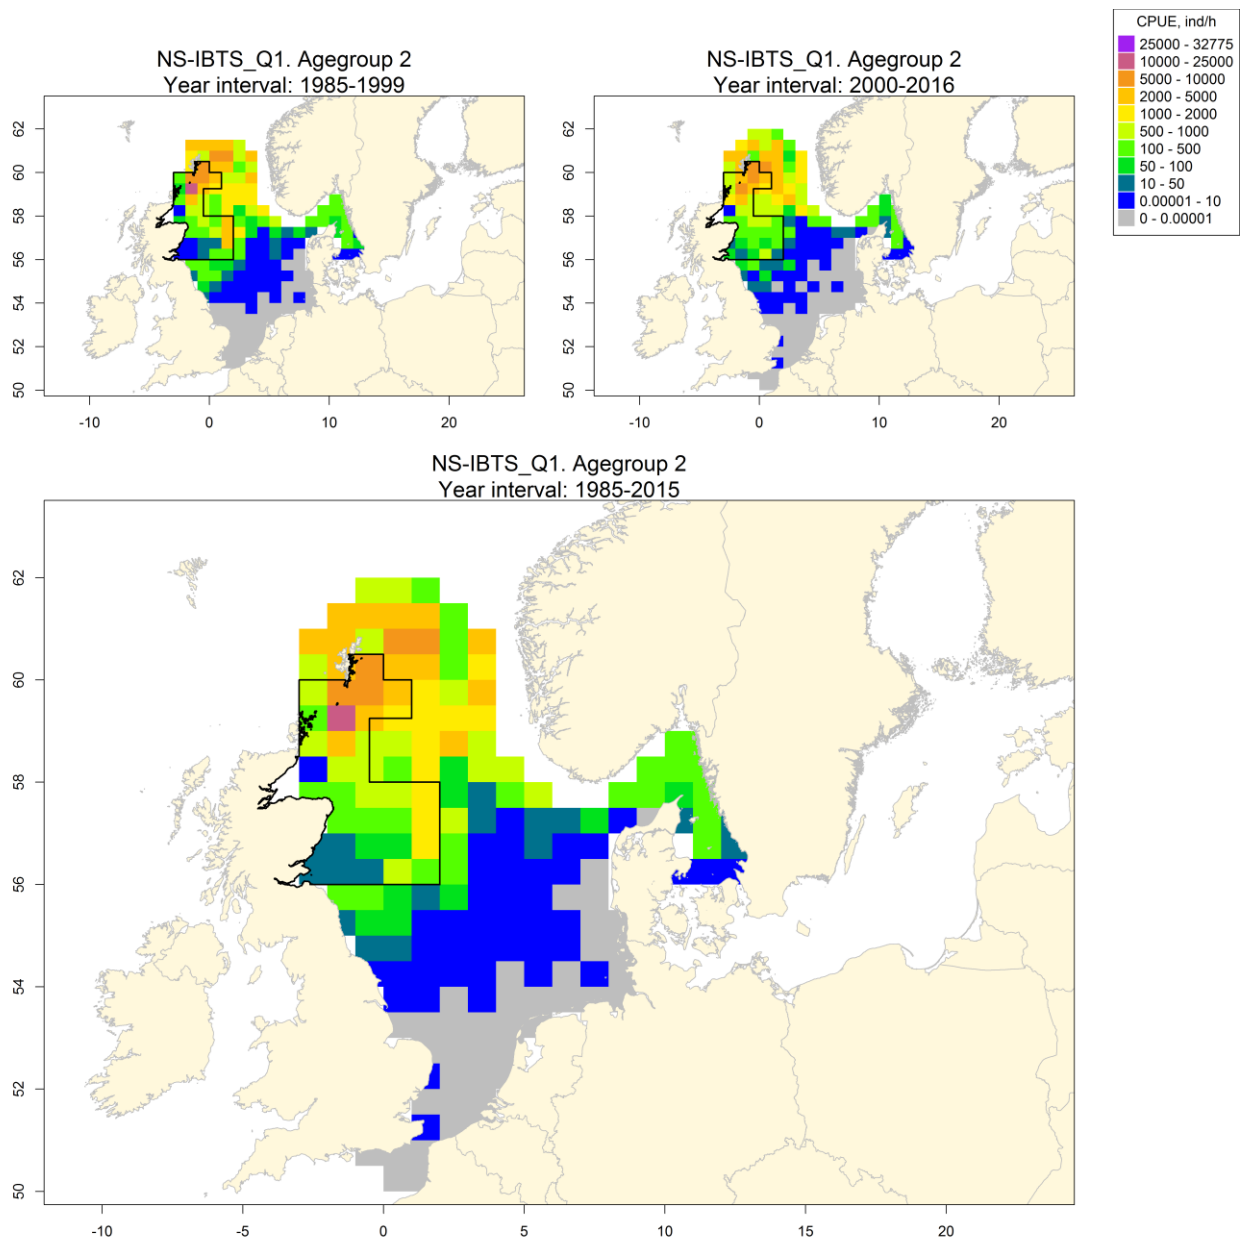 CPUE, ind/h
25000 - 32775
10000 - 25000
5000 - 10000
2000 - 5000
1000 - 2000
500 - 1000
100 - 500
50 - 100
10 - 50
0.00001 - 10
0 - 0.00001
NS-IBTS_Q1. Agegroup 2
Year interval: 1985-1999
62
60
58
56
54
52
50
-10 0 10 20
NS-IBTS_Q1. Agegroup 2
Year interval: 2000-2016
62
60
58
56
54
52
50
-10 0 10 20
NS-IBTS_Q1. Agegroup 2
Year interval: 1985-2015
62
60
58
56
54
52
50
-10 -5 0 5 10 15 20